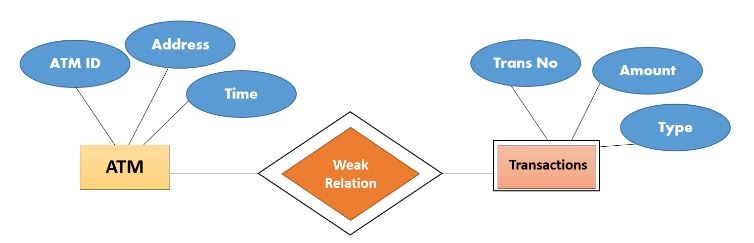 ATM ID
Address
Time
ATM
Weak
Relation
Trans No
Amount
Type
Transactions